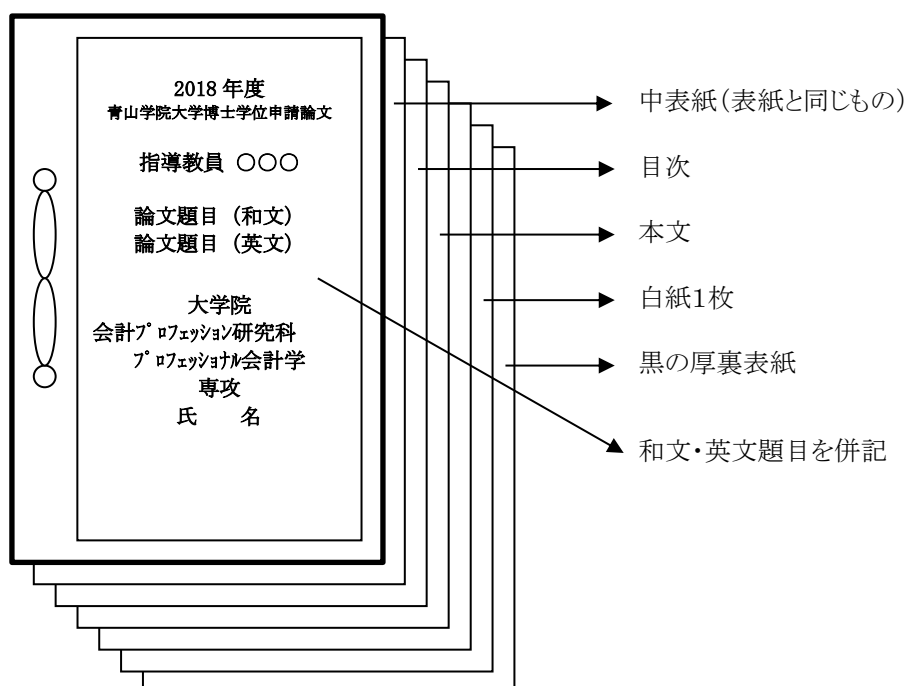 2018 年度
青山学院大学博士学位申請論文
指導教員 ○○○
論文題目 (和文)
論文題目 (英文)
大学院
会計ﾌﾟﾛﾌｪｯｼｮﾝ研究科
ﾌﾟﾛﾌｪｯｼｮﾅﾙ会計学
専攻
氏　名
中表紙(表紙と同じもの)
目次
本文
白紙1枚
黒の厚裏表紙
和文・英文題目を併記